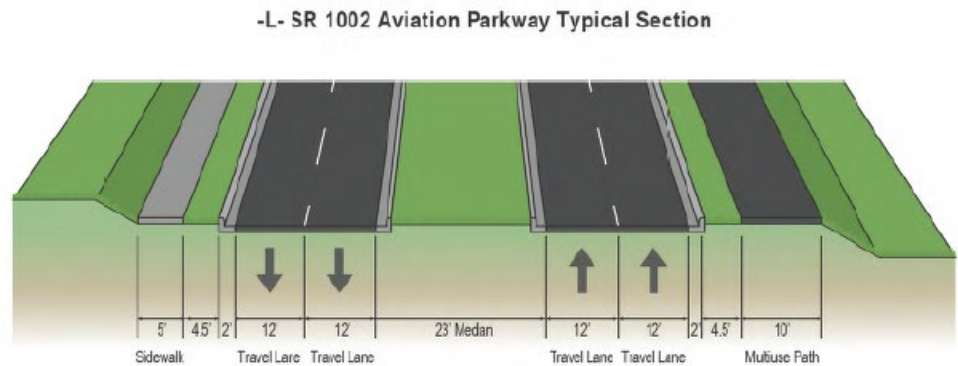 -L- SR 1002 Aviation Parkway Typical Section
5' 4.5' 2' 12' 12' 23' Median 12' 12' 2' 4.5' 10'
Sidewalk Travel Lane Travel Lane Travel Lane Travel Lane Multiuse Path